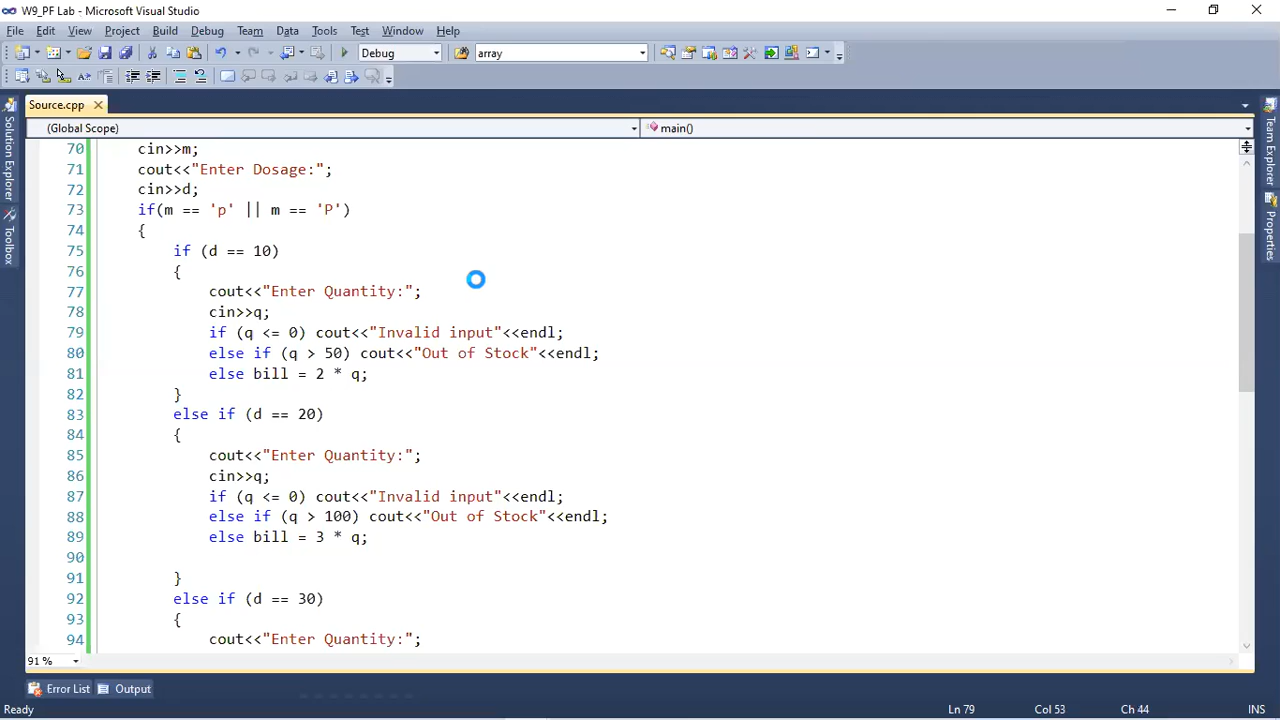 W9_PF Lab - Microsoft Visual Studio
File Edit View Project Build Debug Team Data Tools Test Window Help
Debug array
Source.cpp
(Global Scope) main()
70 cin>>m;
71 cout<<"Enter Dosage:";
72 cin>>d;
73 if(m == 'p' || m == 'P')
74 {
75 if (d == 10)
76 {
77 cout<<"Enter Quantity:";
78 cin>>q;
79 if (q <= 0) cout<<"Invalid input"<<endl;
80 else if (q > 50) cout<<"Out of Stock"<<endl;
81 else bill = 2 * q;
82 }
83 else if (d == 20)
84 {
85 cout<<"Enter Quantity:";
86 cin>>q;
87 if (q <= 0) cout<<"Invalid input"<<endl;
88 else if (q > 100) cout<<"Out of Stock"<<endl;
89 else bill = 3 * q;
90
91 }
92 else if (d == 30)
93 {
94 cout<<"Enter Quantity:";
91 %
Solution Explorer
Toolbox
Team Explorer
Properties
Error List Output
Ready Ln 79 Col 53 Ch 44 INS